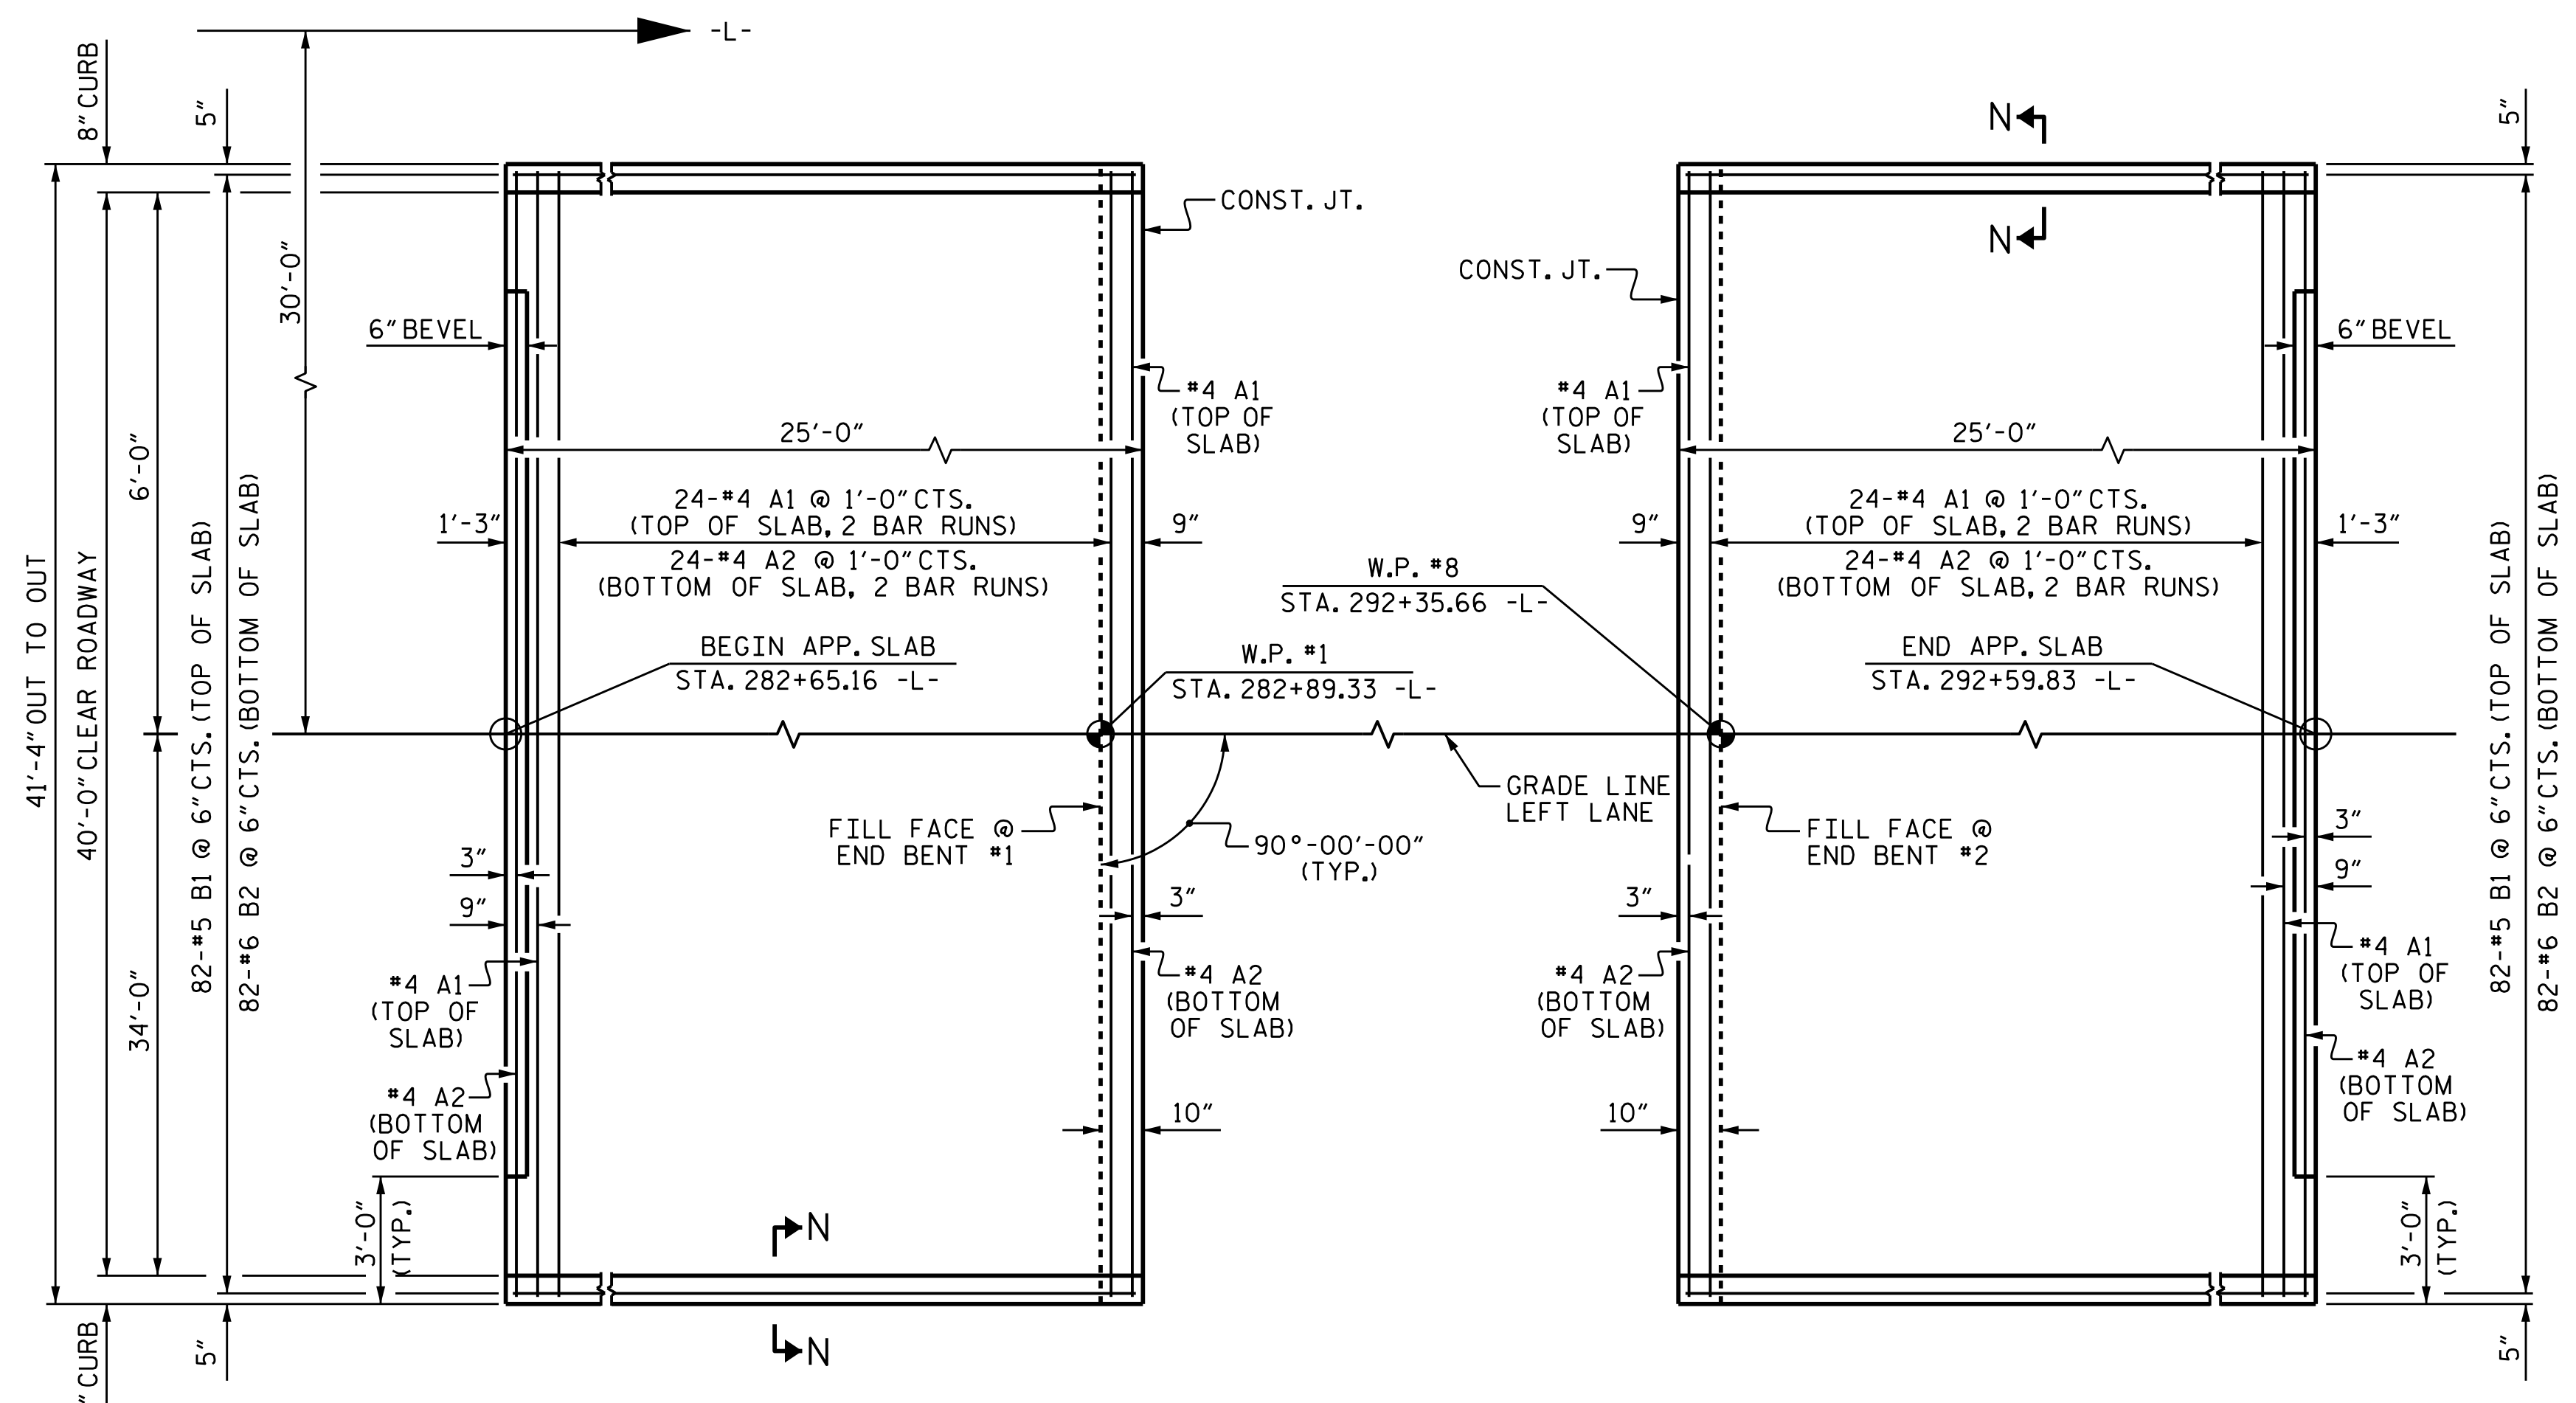 -L-
8" CURB
5"
30'-0"
41'-4" OUT TO OUT
40'-0" CLEAR ROADWAY
6'-0"
34'-0"
82-#5 B1 @ 6" CTS. (TOP OF SLAB)
82-#6 B2 @ 6" CTS. (BOTTOM OF SLAB)
" CURB
5"
6" BEVEL
25'-0"
1'-3"
24-#4 A1 @ 1'-0" CTS.
(TOP OF SLAB, 2 BAR RUNS)
24-#4 A2 @ 1'-0" CTS.
(BOTTOM OF SLAB, 2 BAR RUNS)
9"
BEGIN APP. SLAB
STA. 282+65.16 -L-
CONST. JT.
#4 A1
(TOP OF
SLAB)
W.P. #1
STA. 282+89.33 -L-
FILL FACE @
END BENT #1
90°-00'-00"
(TYP.)
3"
9"
#4 A1
(TOP OF
SLAB)
#4 A2
(BOTTOM
OF SLAB)
3'-0"
(TYP.)
3"
#4 A2
(BOTTOM
OF SLAB)
10"
N
N
GRADE LINE
LEFT LANE
N
N
CONST. JT.
#4 A1
(TOP OF
SLAB)
6" BEVEL
25'-0"
9"
24-#4 A1 @ 1'-0" CTS.
(TOP OF SLAB, 2 BAR RUNS)
24-#4 A2 @ 1'-0" CTS.
(BOTTOM OF SLAB, 2 BAR RUNS)
1'-3"
W.P. #8
STA. 292+35.66 -L-
END APP. SLAB
STA. 292+59.83 -L-
FILL FACE @
END BENT #2
3"
#4 A2
(BOTTOM
OF SLAB)
10"
3"
9"
#4 A1
(TOP OF
SLAB)
#4 A2
(BOTTOM
OF SLAB)
3'-0"
(TYP.)
5"
82-#5 B1 @ 6" CTS. (TOP OF SLAB)
82-#6 B2 @ 6" CTS. (BOTTOM OF SLAB)
5"